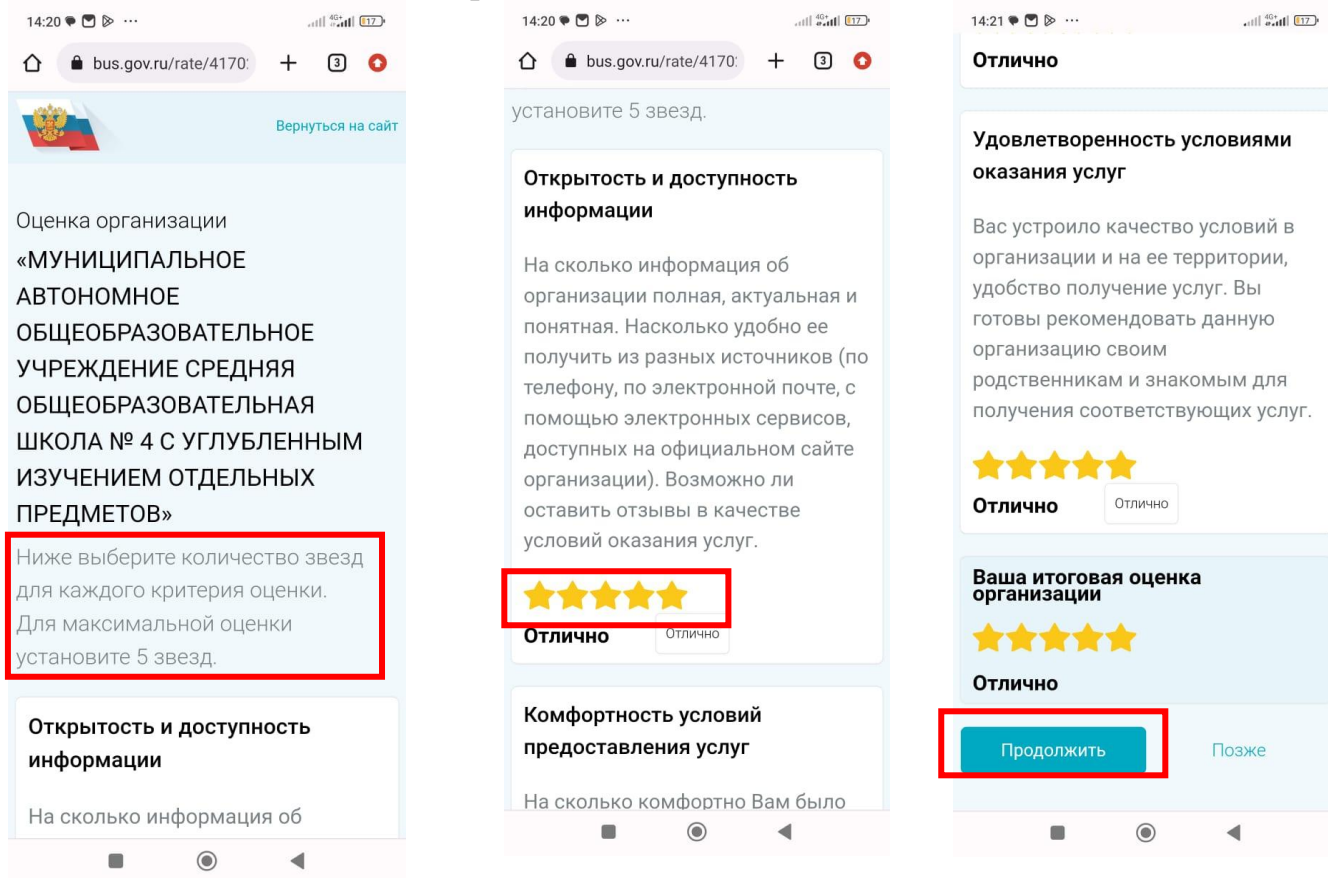 14:20 ...
4G+ 17
bus.gov.ru/rate/4170
3
Вернуться на сайт
Оценка организации
«МУНИЦИПАЛЬНОЕ
АВТОНОМНОЕ
ОБЩЕОБРАЗОВАТЕЛЬНОЕ
УЧРЕЖДЕНИЕ СРЕДНЯЯ
ОБЩЕОБРАЗОВАТЕЛЬНАЯ
ШКОЛА № 4 С УГЛУБЛЕННЫМ
ИЗУЧЕНИЕМ ОТДЕЛЬНЫХ
ПРЕДМЕТОВ»
Ниже выберите количество звезд
для каждого критерия оценки.
Для максимальной оценки
установите 5 звезд.
Открытость и доступность
информации
На сколько информация об
14:20 ...
4G+ 17
bus.gov.ru/rate/4170
3
установите 5 звезд.
Открытость и доступность
информации
На сколько информация об
организации полная, актуальная и
понятная. Насколько удобно ее
получить из разных источников (по
телефону, по электронной почте, с
помощью электронных сервисов,
доступных на официальном сайте
организации). Возможно ли
оставить отзывы в качестве
условий оказания услуг.
Отлично
Отлично
Комфортность условий
предоставления услуг
На сколько комфортно Вам было
14:21 ...
4G+ 17
Отлично
Удовлетворенность условиями
оказания услуг
Вас устроило качество условий в
организации и на ее территории,
удобство получение услуг. Вы
готовы рекомендовать данную
организацию своим
родственникам и знакомым для
получения соответствующих услуг.
Отлично
Отлично
Ваша итоговая оценка
организации
Отлично
Продолжить
Позже